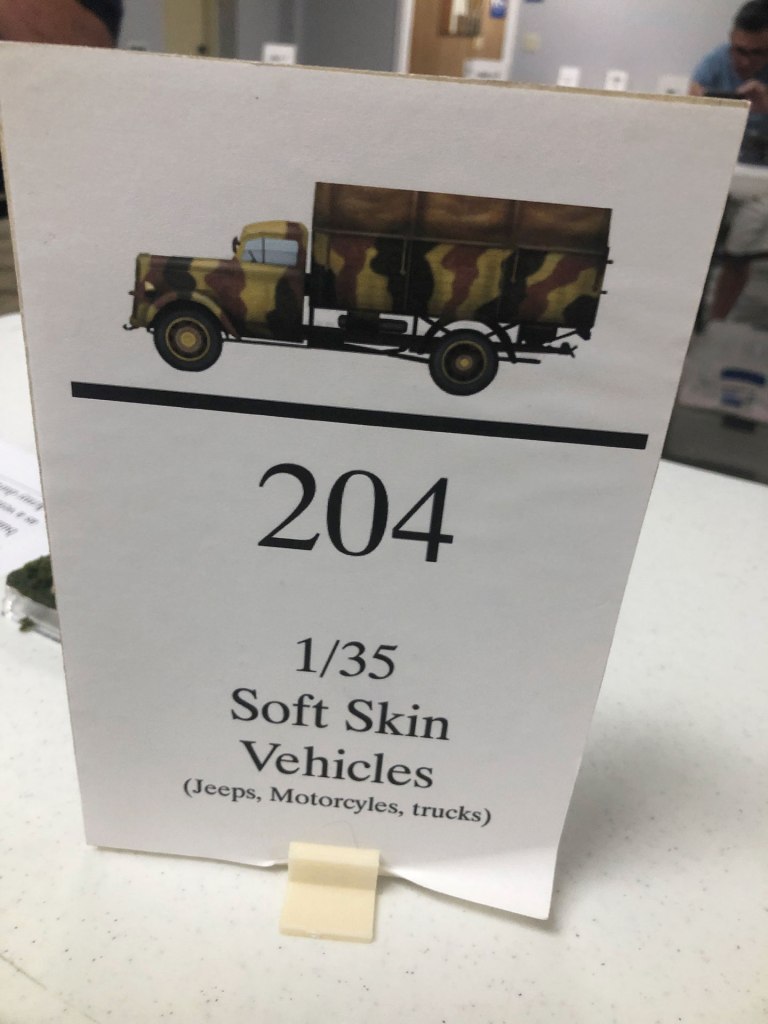 204
1/35
Soft Skin
Vehicles
(Jeeps, Motorcyles, trucks)